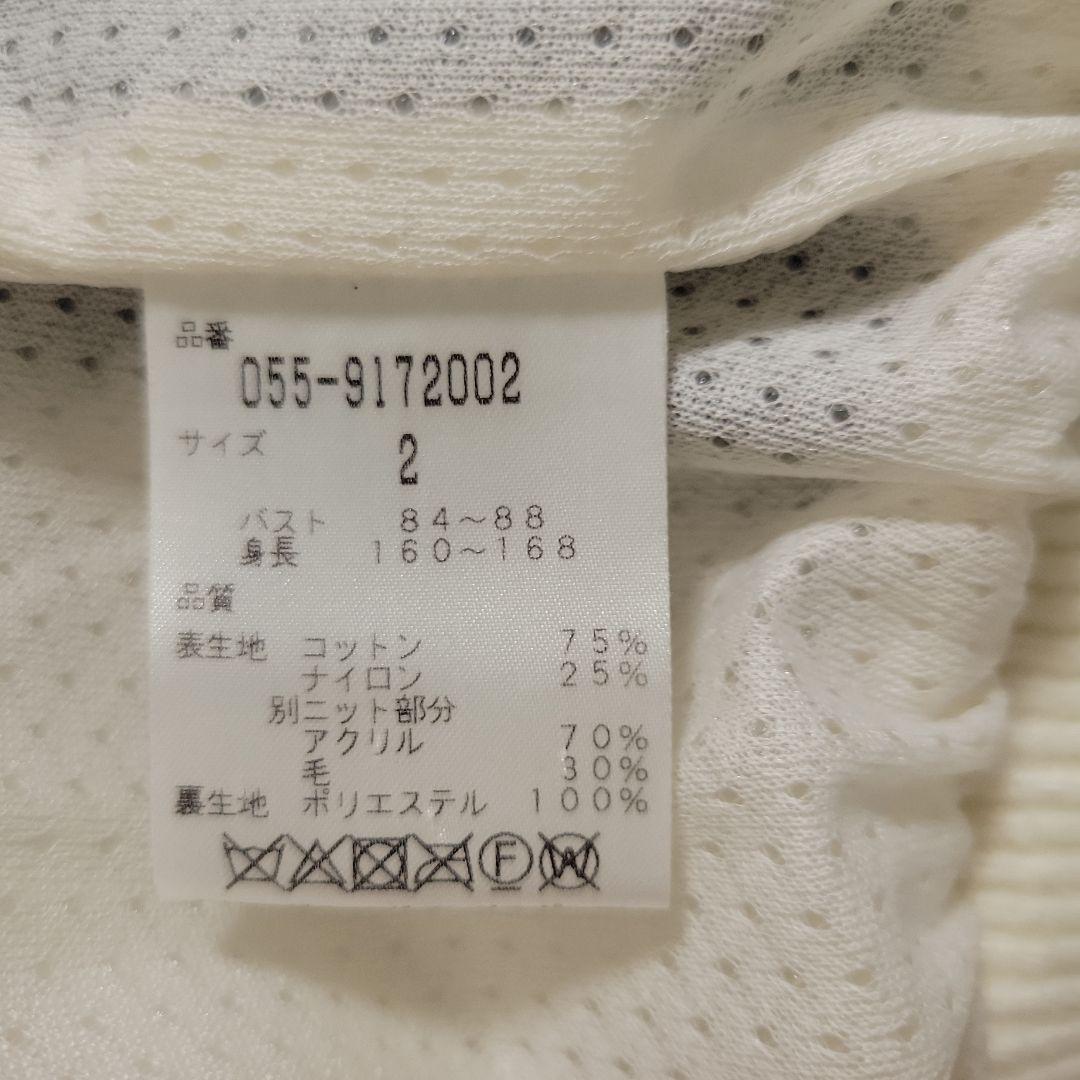 品番
055-9172002
サイズ 2
バスト 84～88
身長 160～168
品質
表生地 コットン 75%
ナイロン 25%
別ニット部分
アクリル 70%
毛 30%
裏生地 ポリエステル 100%
F W